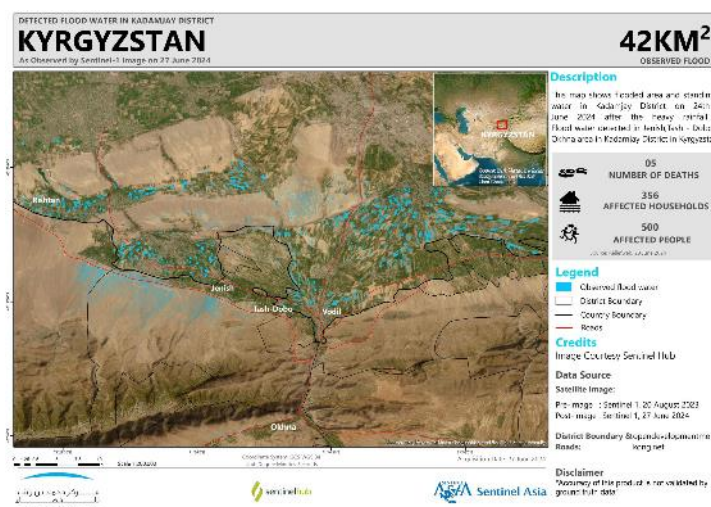 DETECTED FLOOD WATER IN KADAMJAY DISTRICT
KYRGYZSTAN
As Observed by Sentinel-1 Image on 27 June 2024
42KM²
OBSERVED FLOOD
Description
This map shows flooded area and standin
water in Kadamjay District on 24th
June 2024 after the heavy rainfall.
Flood water detected in Jenish, Tash - Dobo
Okhna area in Kadamjay District in Kyrgyzsta
KYRGYZSTAN
05
NUMBER OF DEATHS
356
AFFECTED HOUSEHOLDS
500
AFFECTED PEOPLE
Rishtan
Jenish
Tash-Dobo
Vodil
Okhna
Legend
Observed flood water
District Boundary
Country Boundary
Roads
Credits
Image Courtesy Sentinel Hub
Data Source
Satellite Image:
Pre-image : Sentinel 1, 20 August 2023
Post-image : Sentinel 1, 27 June 2024
District Boundary &
Roads:
Disclaimer
"Accuracy of this product is not validated by
ground truth data"
sentinelhub
Sentinel Asia